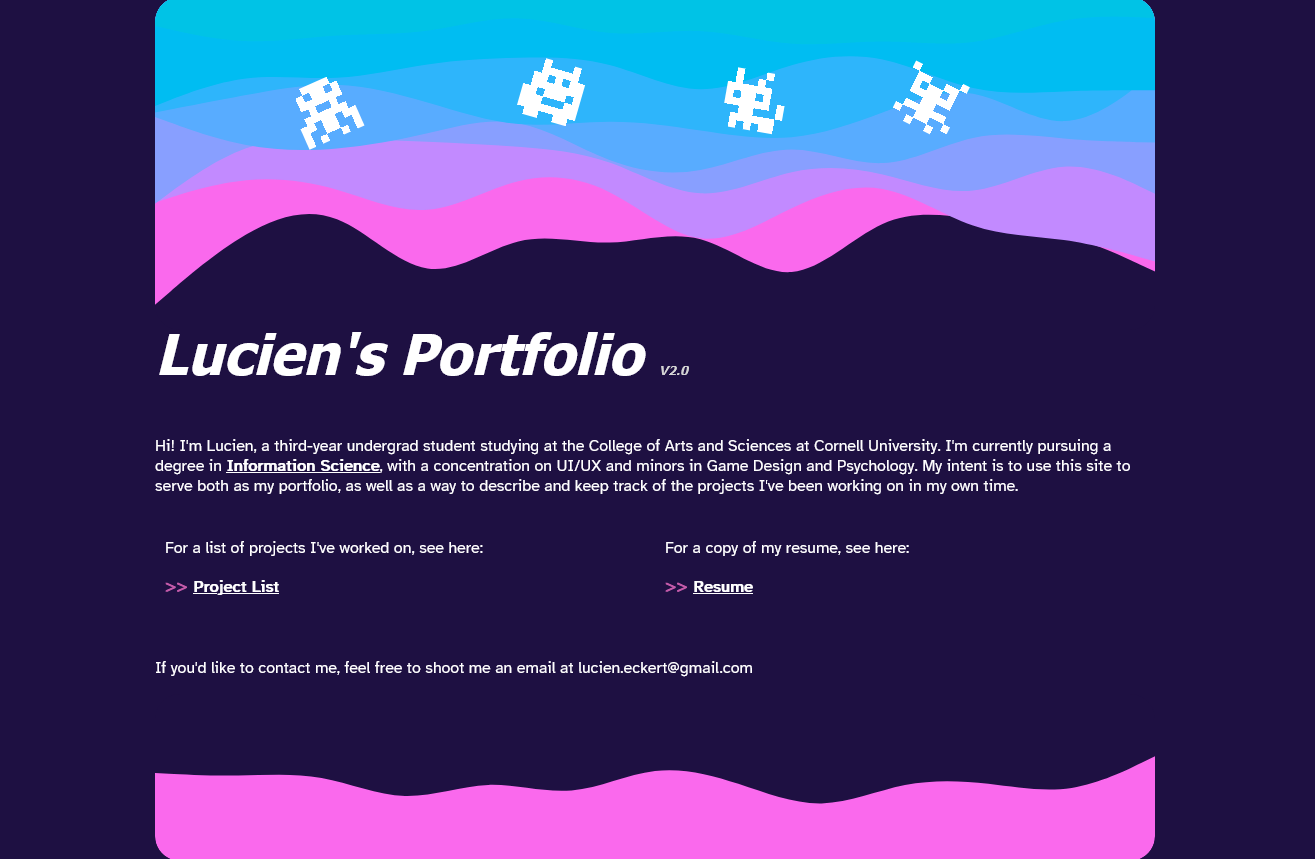 Lucien's Portfolio V2.0
Hi! I'm Lucien, a third-year undergrad student studying at the College of Arts and Sciences at Cornell University. I'm currently pursuing a
degree in Information Science, with a concentration on UI/UX and minors in Game Design and Psychology. My intent is to use this site to
serve both as my portfolio, as well as a way to describe and keep track of the projects I've been working on in my own time.
For a list of projects I've worked on, see here:
>> Project List
For a copy of my resume, see here:
>> Resume
If you'd like to contact me, feel free to shoot me an email at lucien.eckert@gmail.com